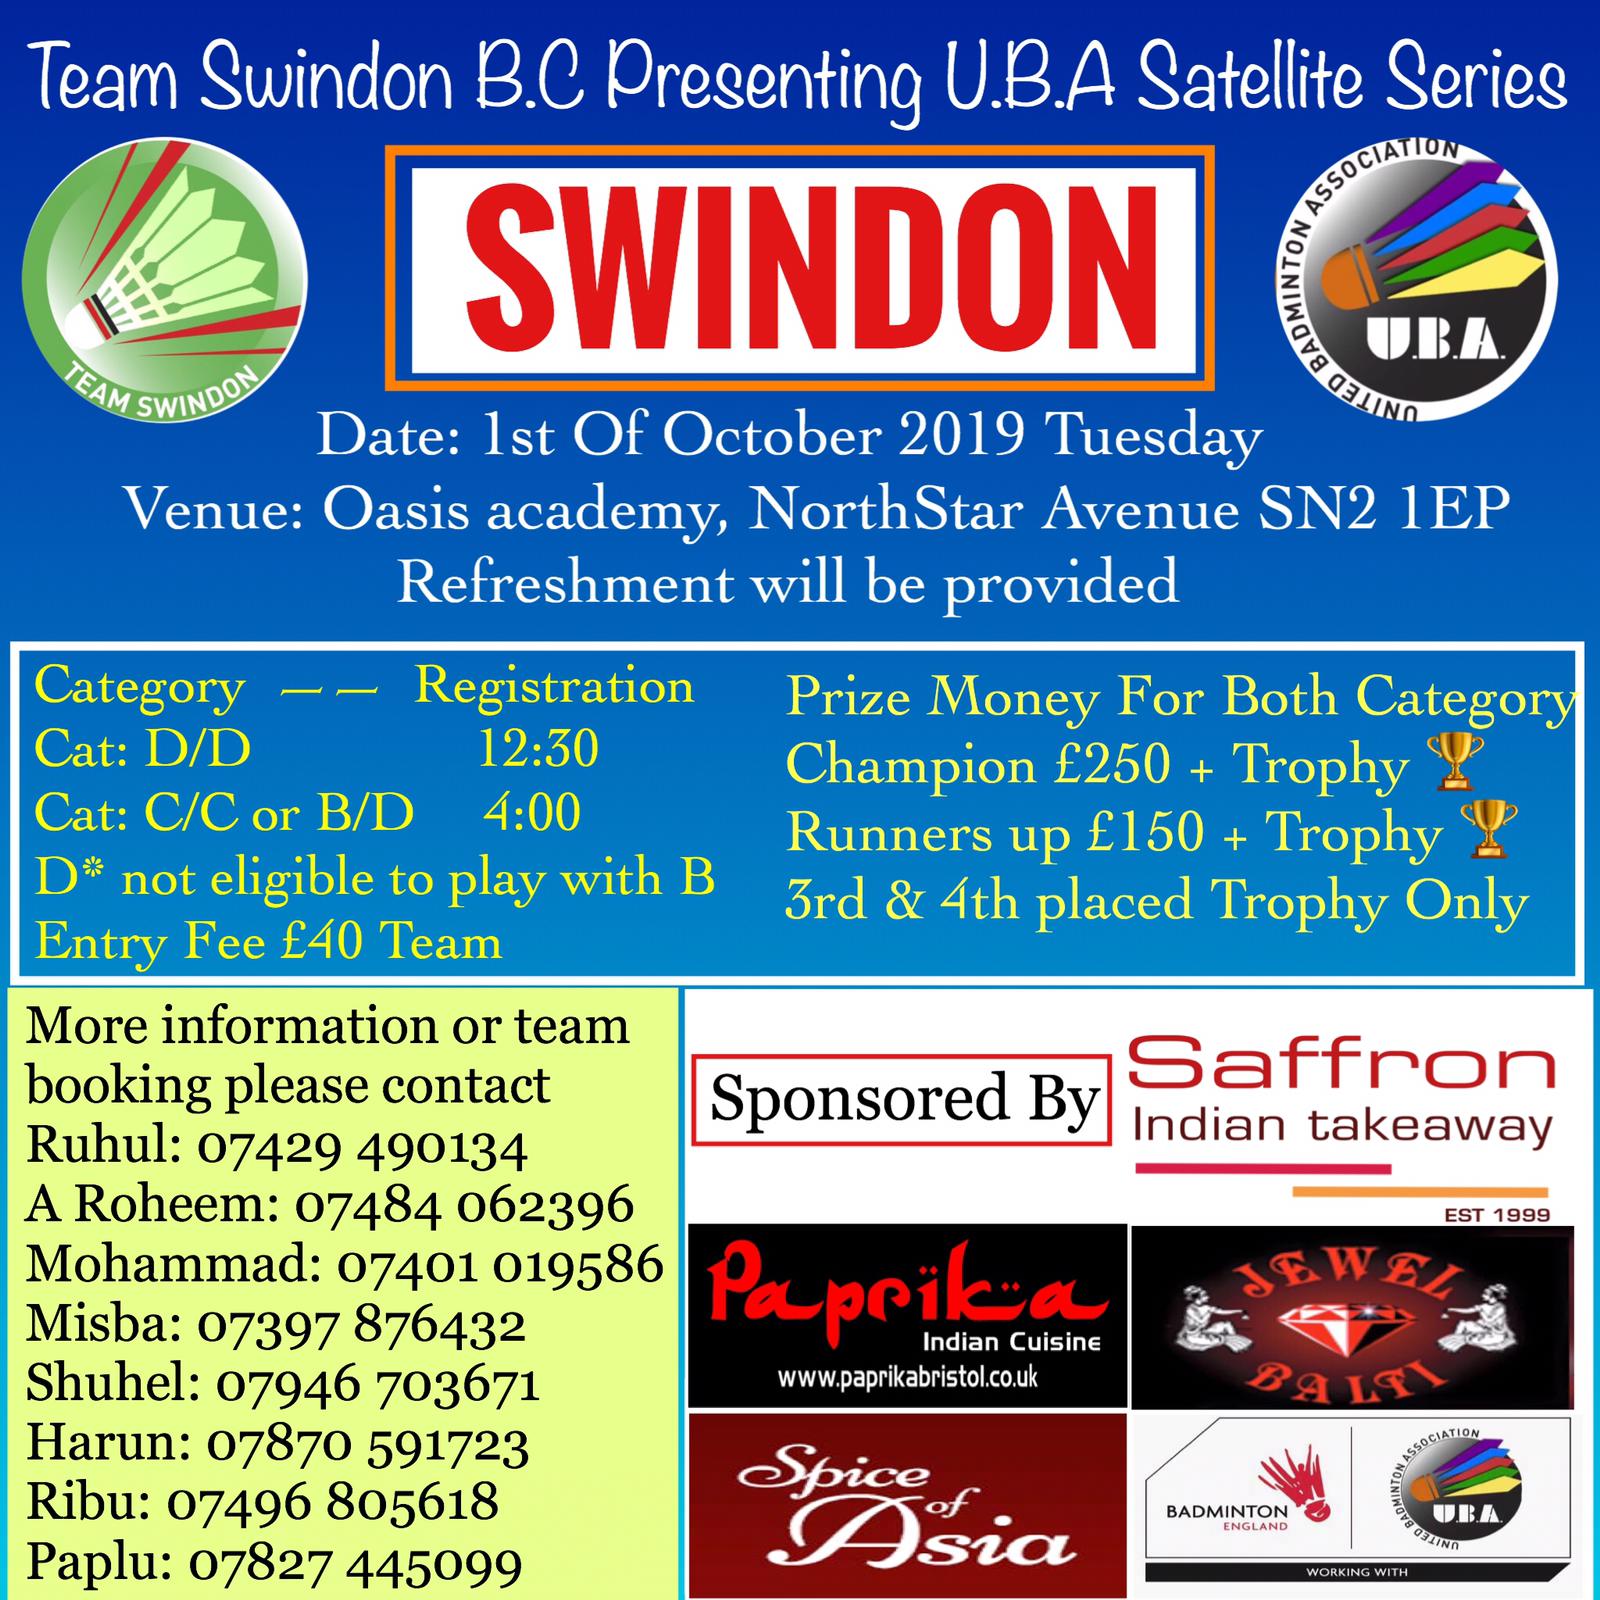 Team Swindon B.C Presenting U.B.A Satellite Series
TEAM SWINDON
SWINDON
UNITED BADMINTON ASSOCIATION
U.B.A.
Date: 1st Of October 2019 Tuesday
Venue: Oasis academy, NorthStar Avenue SN2 1EP
Refreshment will be provided
Category — — Registration
Cat: D/D 12:30
Cat: C/C or B/D 4:00
D* not eligible to play with B
Entry Fee £40 Team
Prize Money For Both Category
Champion £250 + Trophy 🏆
Runners up £150 + Trophy 🏆
3rd & 4th placed Trophy Only
More information or team
booking please contact
Ruhul: 07429 490134
A Roheem: 07484 062396
Mohammad: 07401 019586
Misba: 07397 876432
Shuhel: 07946 703671
Harun: 07870 591723
Ribu: 07496 805618
Paplu: 07827 445099
Sponsored By
Saffron
Indian takeaway
EST 1999
Paprika
Indian Cuisine
www.paprikabristol.co.uk
JEWEL
BALTI
Spice
of
Asia
BADMINTON
ENGLAND
UNITED BADMINTON ASSOCIATION
U.B.A.
WORKING WITH